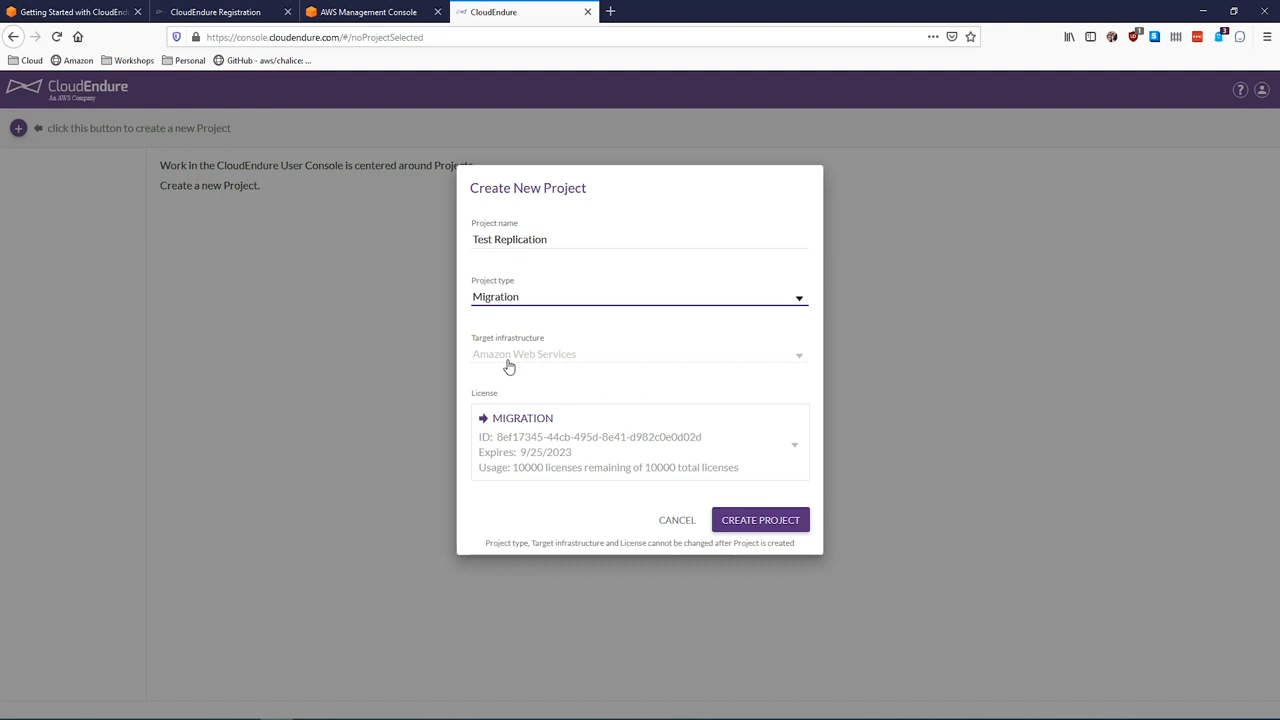 Getting Started with CloudEndu
CloudEndure Registration
AWS Management Console
CloudEndure
https://console.cloudendure.com/#/noProjectSelected
Cloud
Amazon
Workshops
Personal
GitHub - aws/chalice: ...
1
3
CloudEndure
An AWS Company
click this button to create a new Project
Work in the CloudEndure User Console is centered around Projects.
Create a new Project.
Create New Project
Project name
Test Replication
Project type
Migration
Target infrastructure
Amazon Web Services
License
MIGRATION
ID: 8ef17345-44cb-495d-8e41-d982c0e0d02d
Expires: 9/25/2023
Usage: 10000 licenses remaining of 10000 total licenses
CANCEL
CREATE PROJECT
Project type, Target infrastructure and License cannot be changed after Project is created